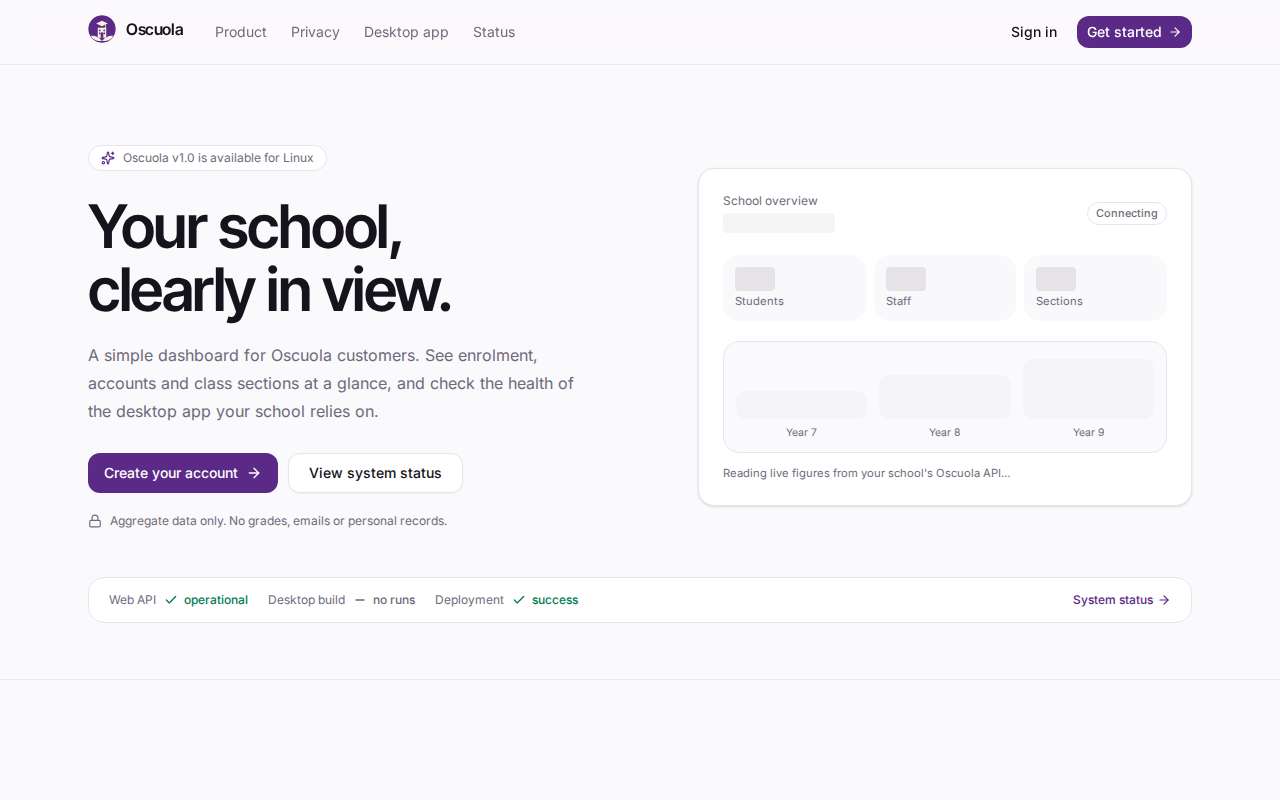 Oscuola
Product
Privacy
Desktop app
Status
Sign in
Get started
Oscuola v1.0 is available for Linux
Your school,
clearly in view.
A simple dashboard for Oscuola customers. See enrolment,
accounts and class sections at a glance, and check the health of
the desktop app your school relies on.
Create your account
View system status
Aggregate data only. No grades, emails or personal records.
School overview
Connecting
Students
Staff
Sections
Year 7
Year 8
Year 9
Reading live figures from your school's Oscuola API…
Web API operational
Desktop build no runs
Deployment success
System status